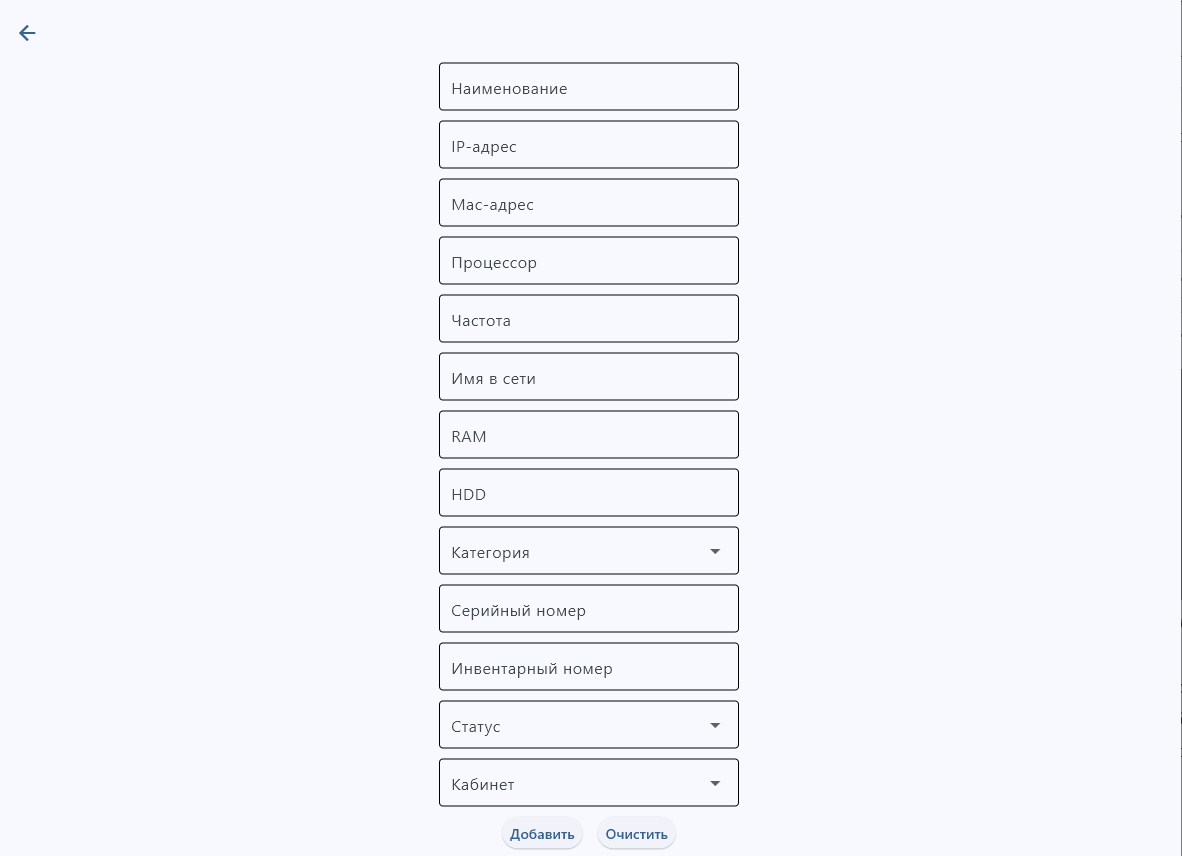 Наименование
IP-адрес
Мас-адрес
Процессор
Частота
Имя в сети
RAM
HDD
Категория
Серийный номер
Инвентарный номер
Статус
Кабинет
Добавить Очистить